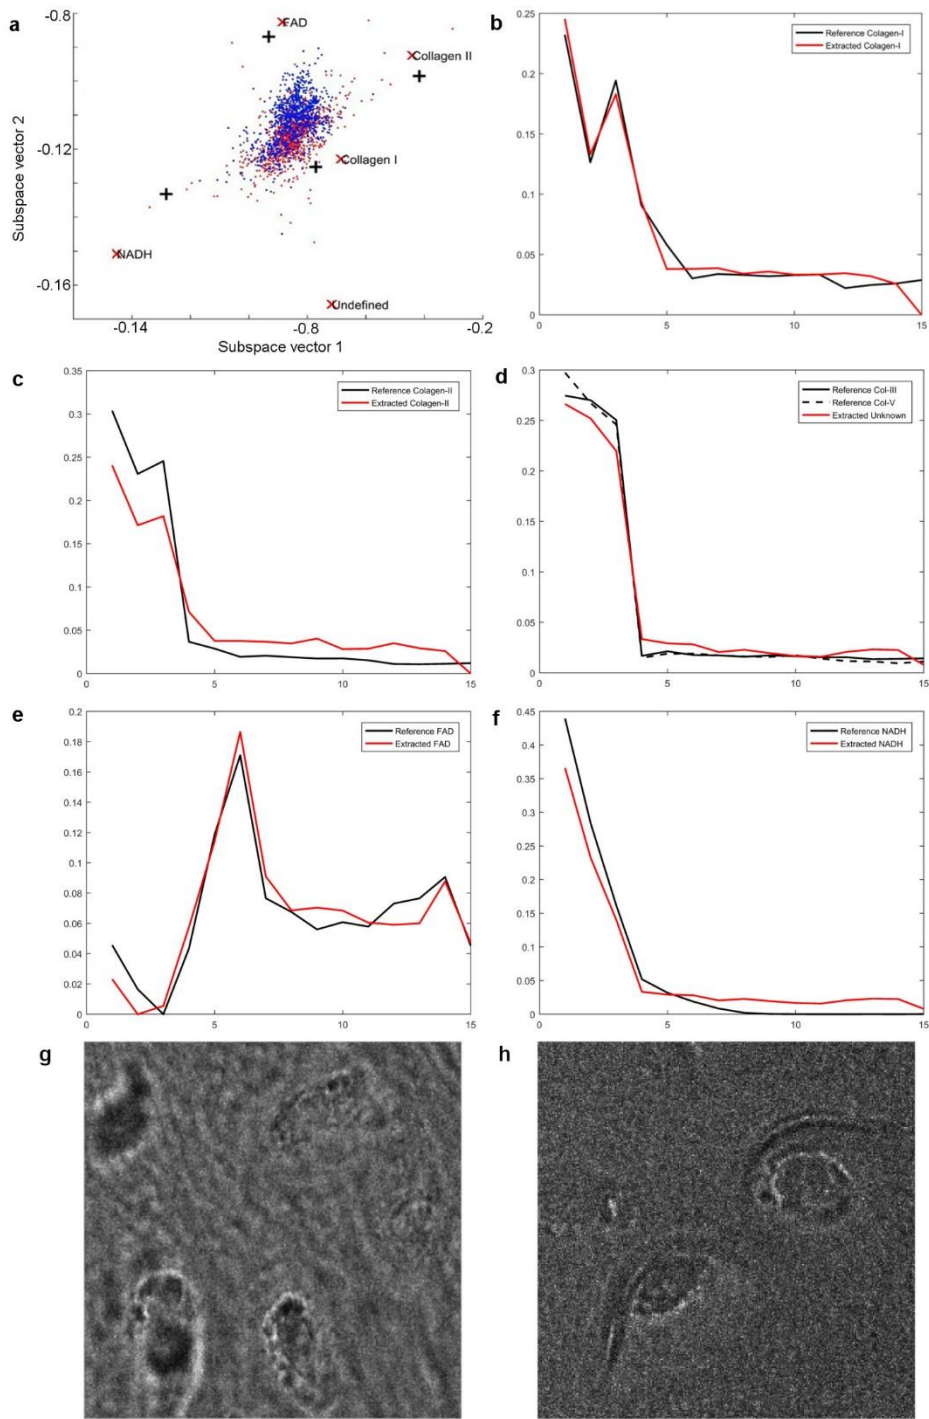 a
-0.8
-0.12
-0.16
Subspace vector 2
FAD
Collagen II
Collagen I
NADH
Undefined
-0.14 -0.8 -0.2
Subspace vector 1
b
0.25
0.2
0.15
0.1
0.05
0
0 5 10 15
Reference Colagen-I
Extracted Colagen-I
c
0.35
0.3
0.25
0.2
0.15
0.1
0.05
0
0 5 10 15
Reference Colagen-II
Extracted Colagen-II
d
0.3
0.25
0.2
0.15
0.1
0.05
0
0 5 10 15
Reference Col-III
Reference Col-V
Extracted Unknown
e
0.2
0.18
0.16
0.14
0.12
0.1
0.08
0.06
0.04
0.02
0
0 5 10 15
Reference FAD
Extracted FAD
f
0.45
0.4
0.35
0.3
0.25
0.2
0.15
0.1
0.05
0
0 5 10 15
Reference NADH
Extracted NADH
g
h